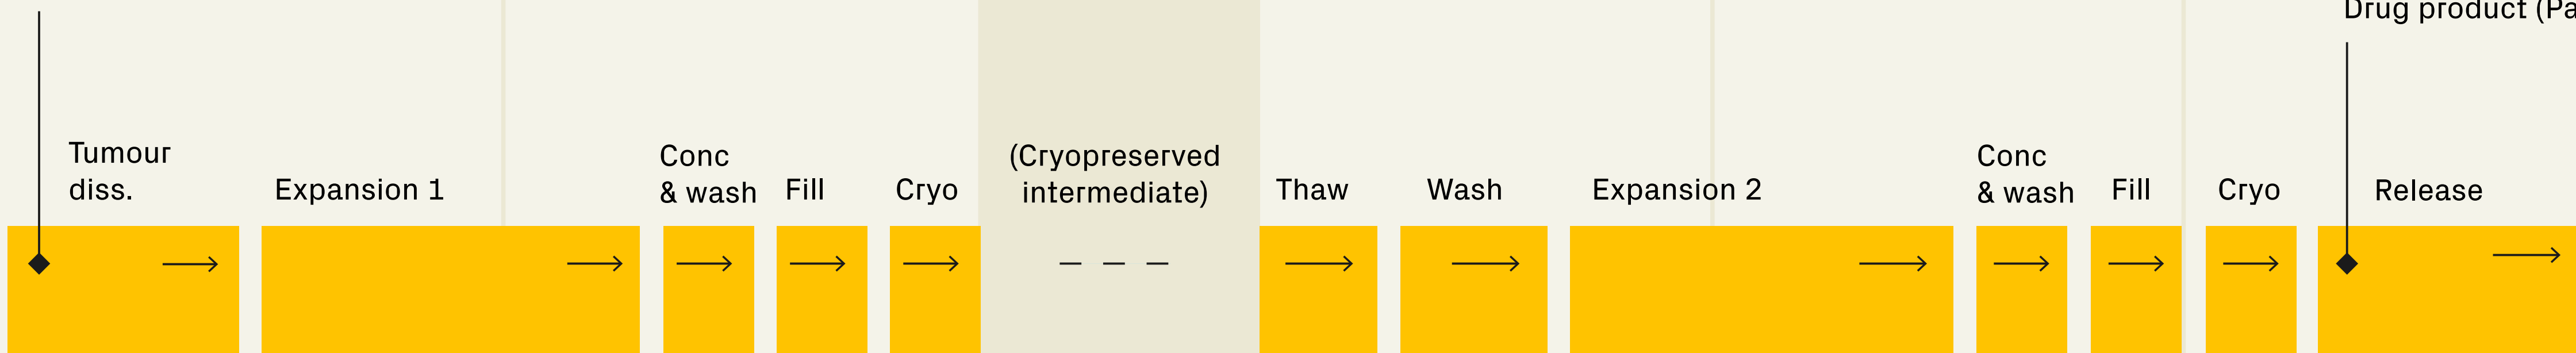 Drug product
Tumour
diss.
Expansion 1
Conc
& wash
Fill
Cryo
(Cryopreserved
intermediate)
Thaw
Wash
Expansion 2
Conc
& wash
Fill
Cryo
Release